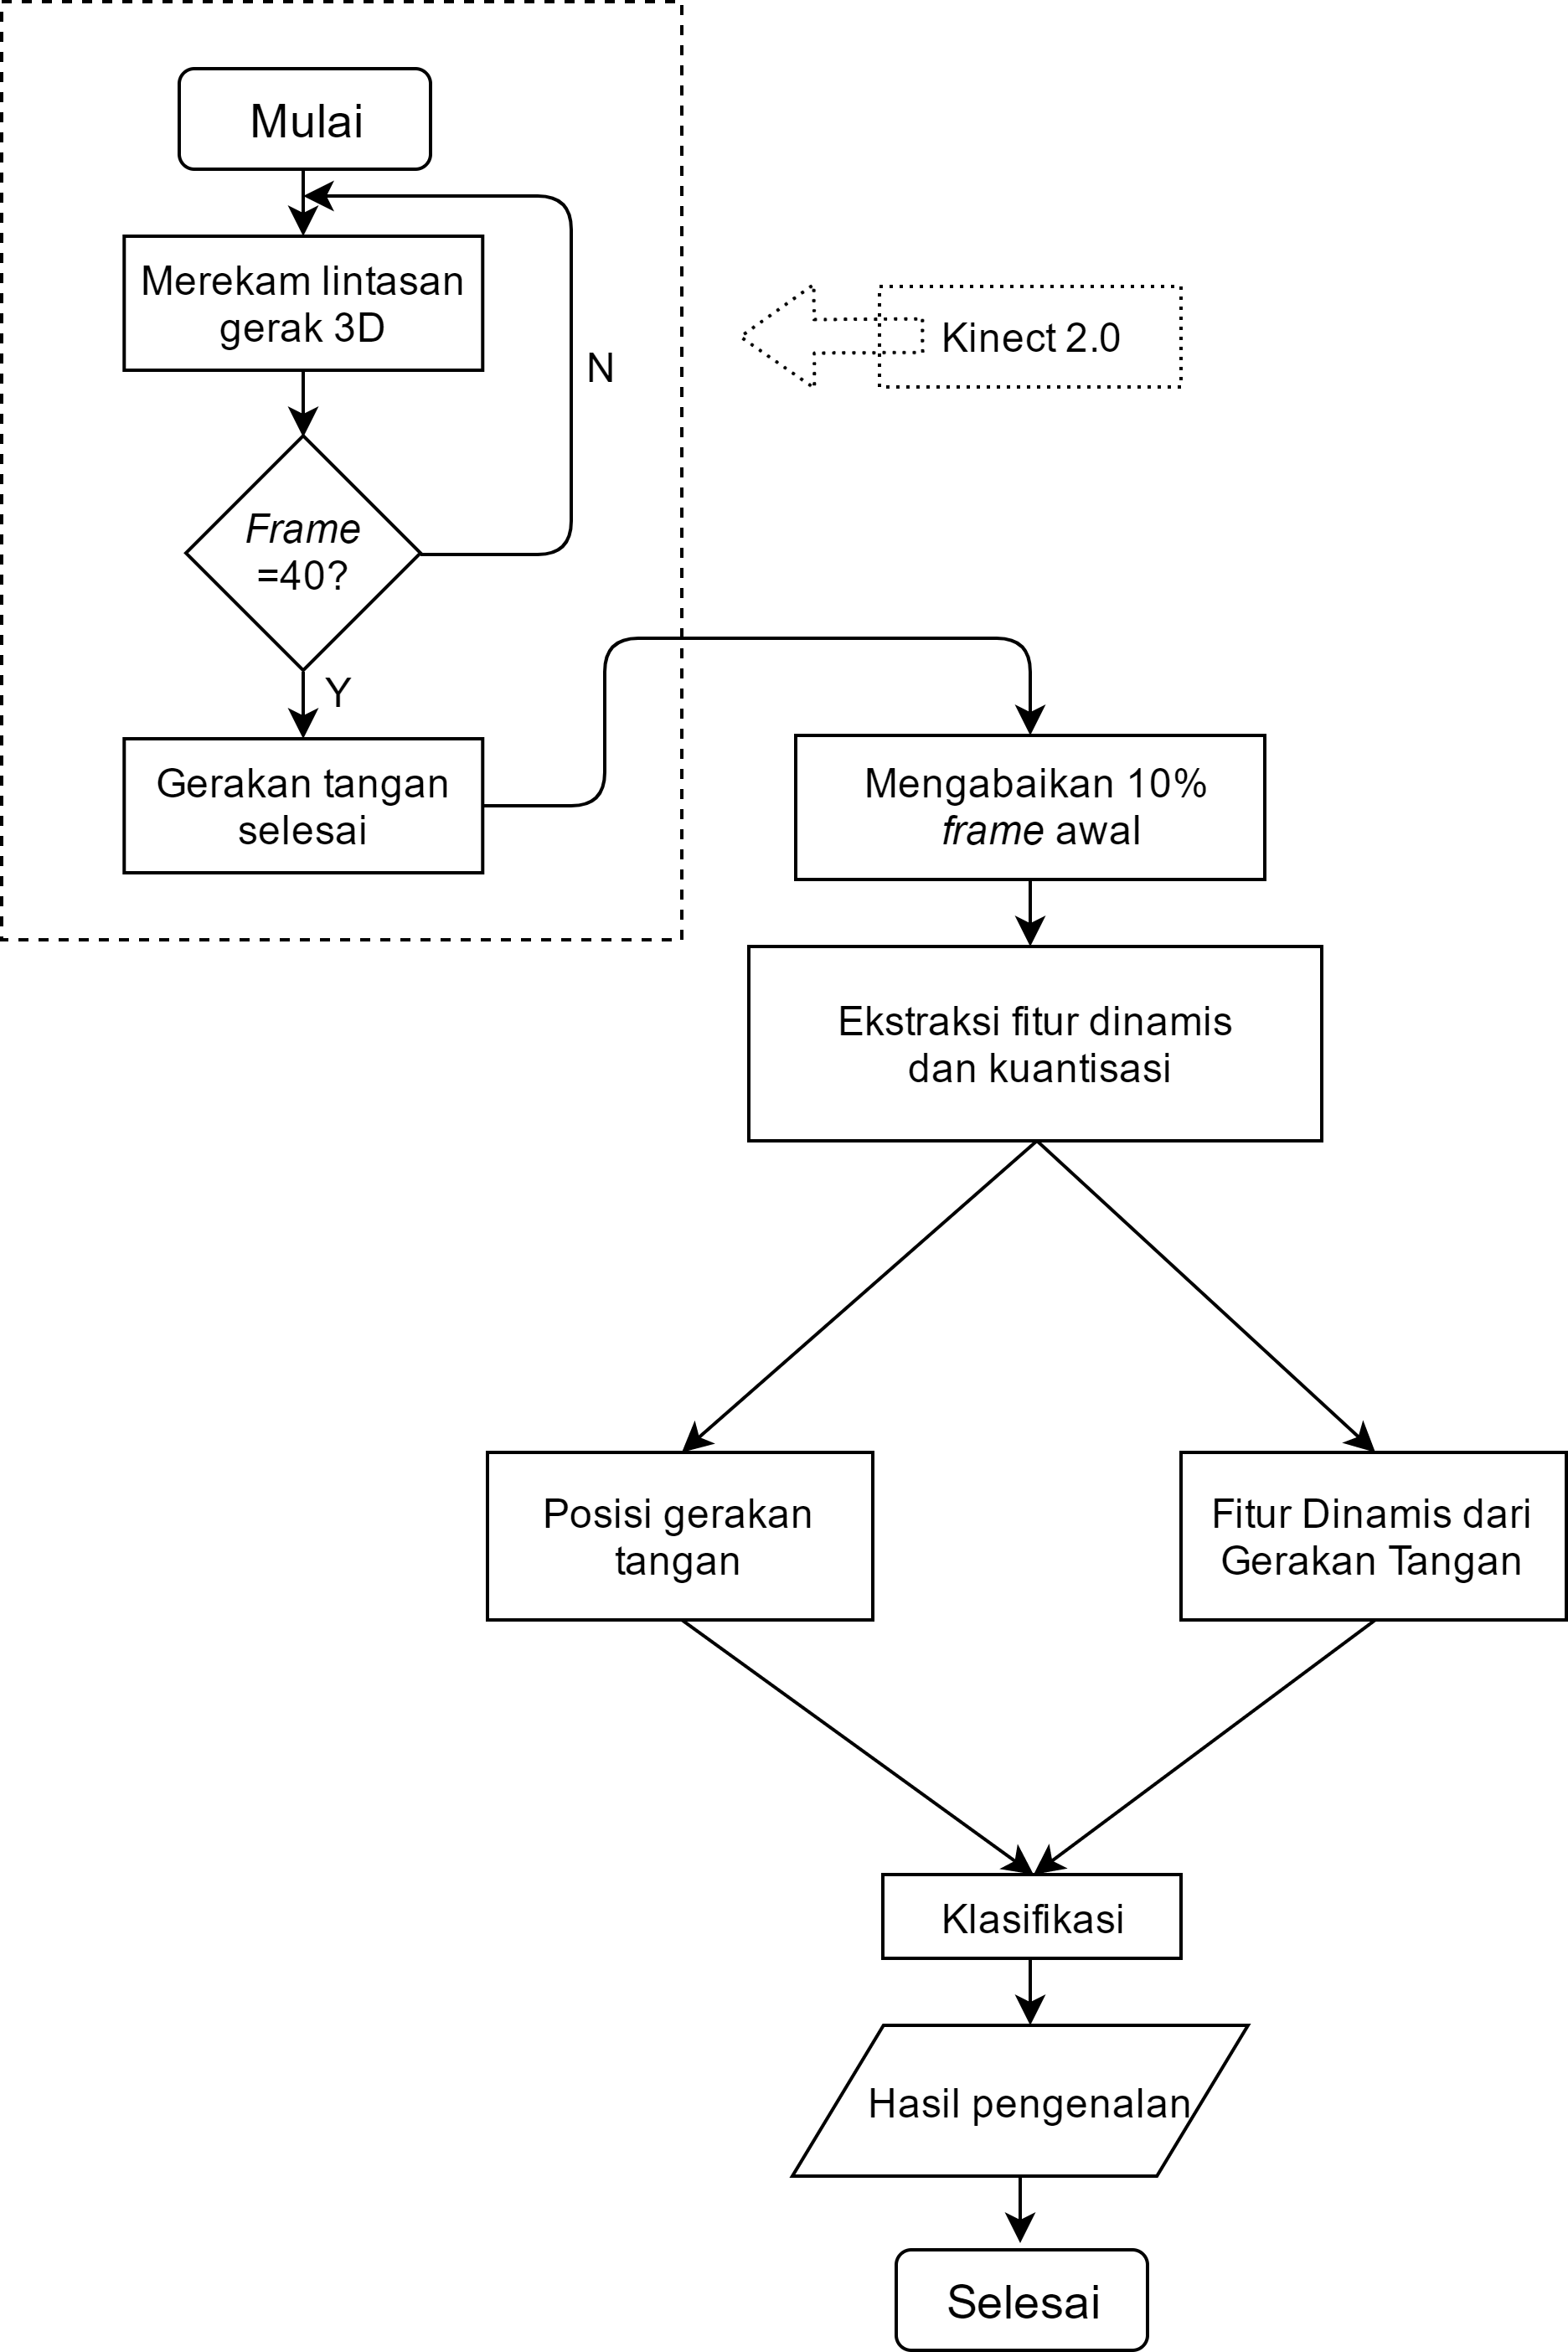 Mulai
Merekam lintasan
gerak 3D
N
Kinect 2.0
Frame
=40?
Y
Gerakan tangan
selesai
Mengabaikan 10%
frame awal
Ekstraksi fitur dinamis
dan kuantisasi
Posisi gerakan
tangan
Fitur Dinamis dari
Gerakan Tangan
Klasifikasi
Hasil pengenalan
Selesai